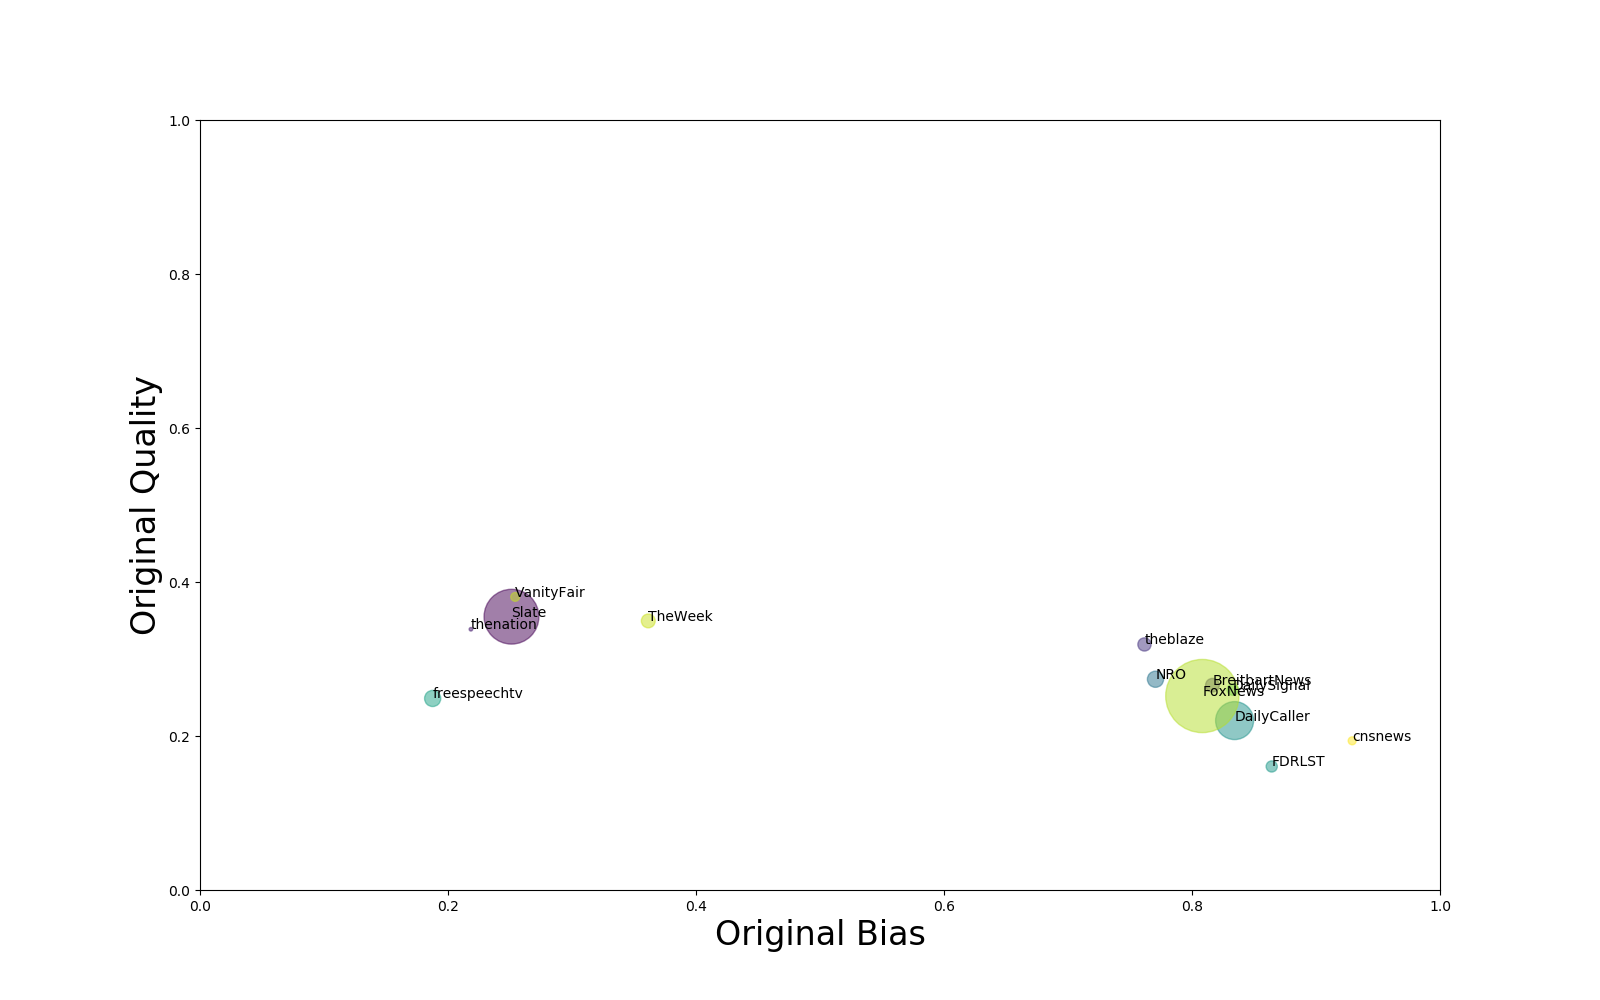 1.0
0.8
0.6
0.4
0.2
0.0
Original Quality
VanityFair
Slate
thenation
TheWeek
freespeechtv
theblaze
NRO
BreitbartNews
DailySignal
FoxNews
DailyCaller
cnsnews
FDRLST
0.0 0.2 0.4 0.6 0.8 1.0
Original Bias